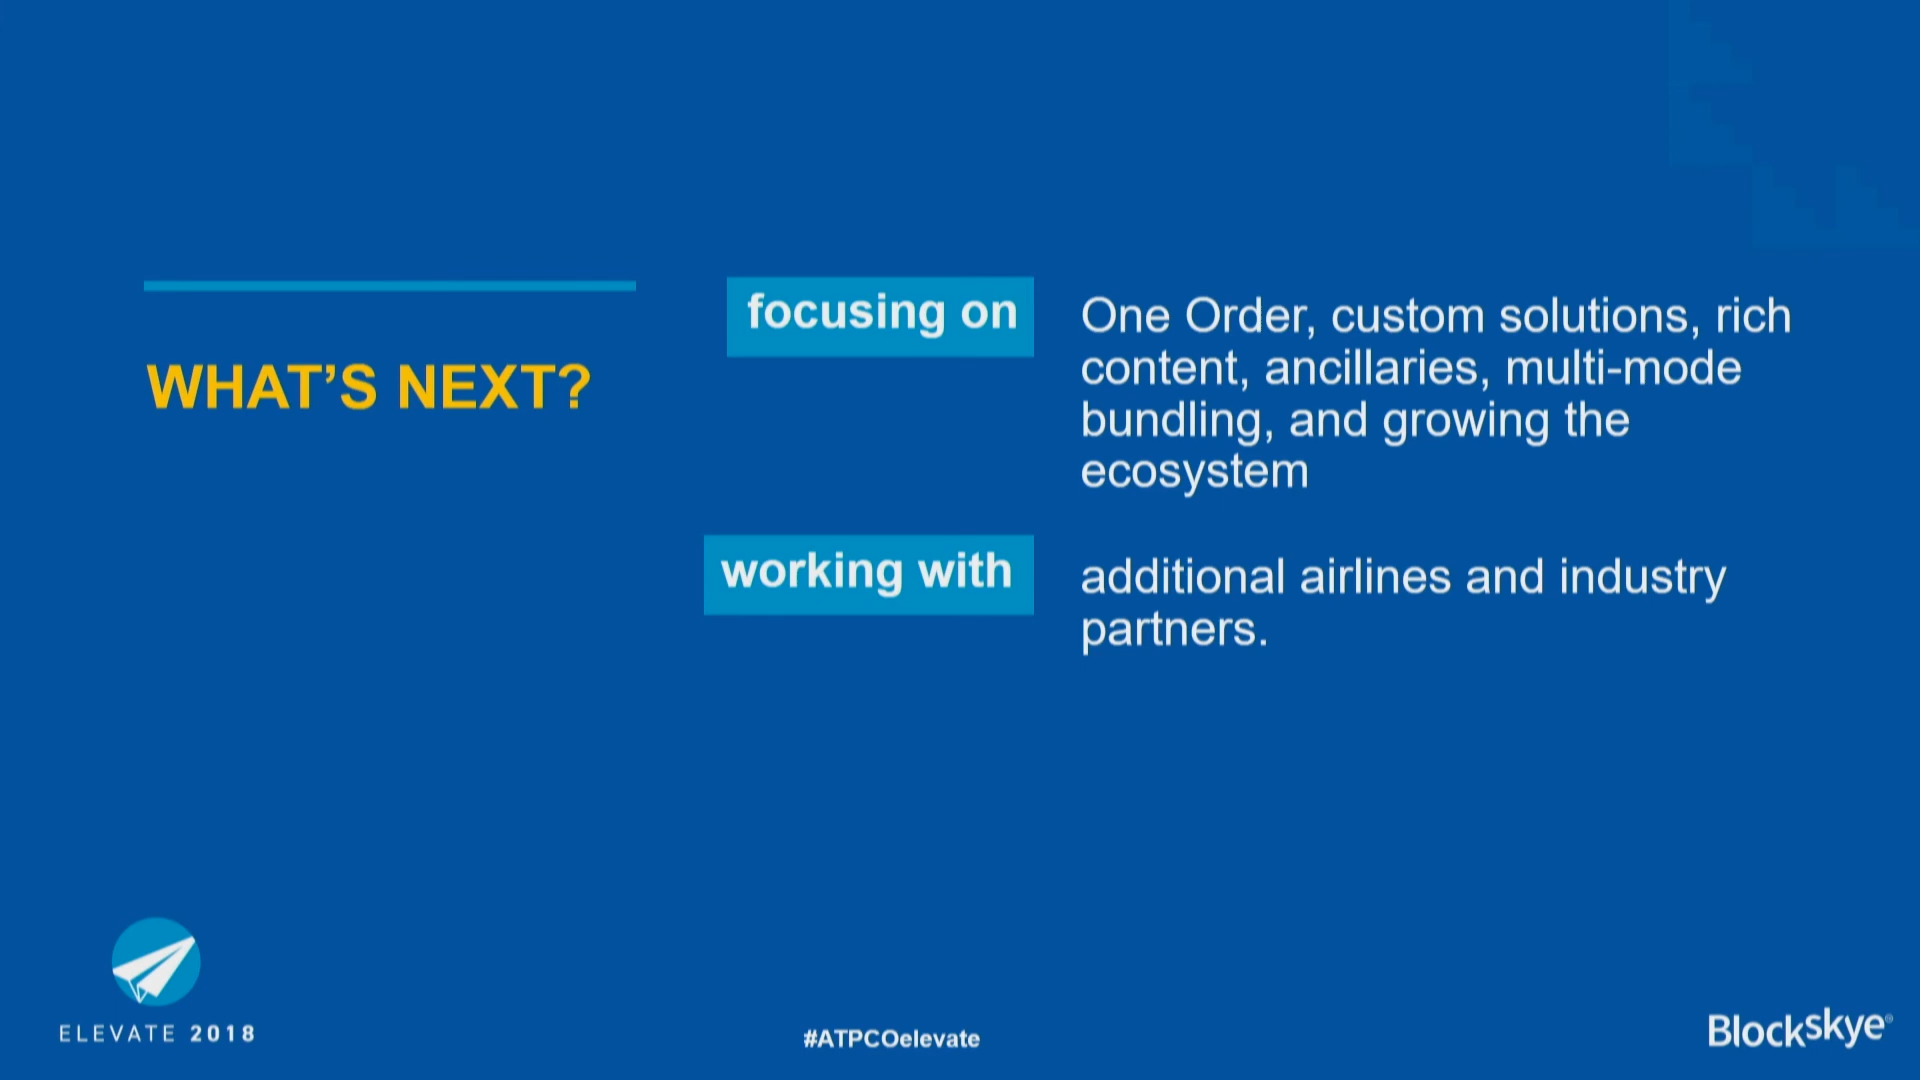 WHAT'S NEXT?
focusing on
One Order, custom solutions, rich
content, ancillaries, multi-mode
bundling, and growing the
ecosystem
working with
additional airlines and industry
partners.
ELEVATE 2018
#ATPCOelevate
Blockskye®